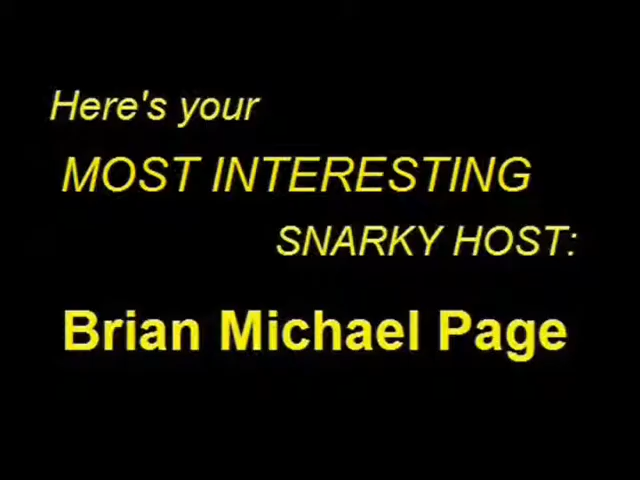 Here's your
MOST INTERESTING
SNARKY HOST:
Brian Michael Page